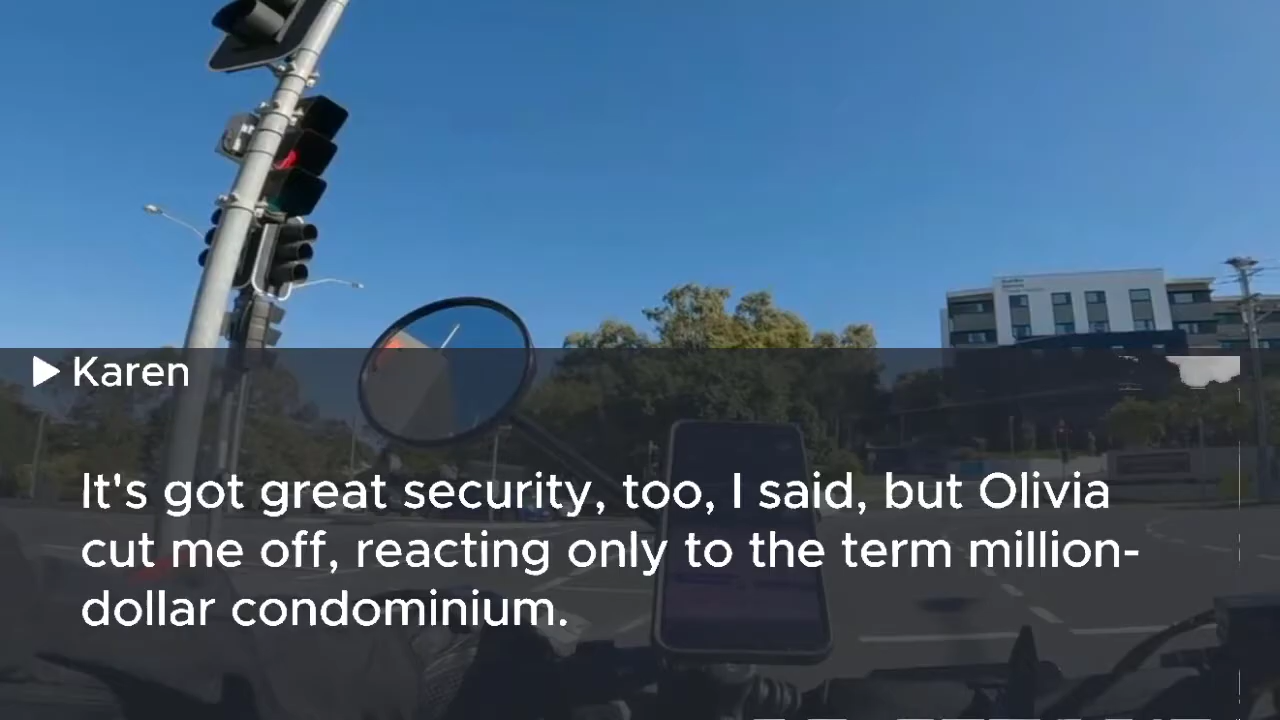 Karen
It's got great security, too, I said, but Olivia
cut me off, reacting only to the term million-
dollar condominium.